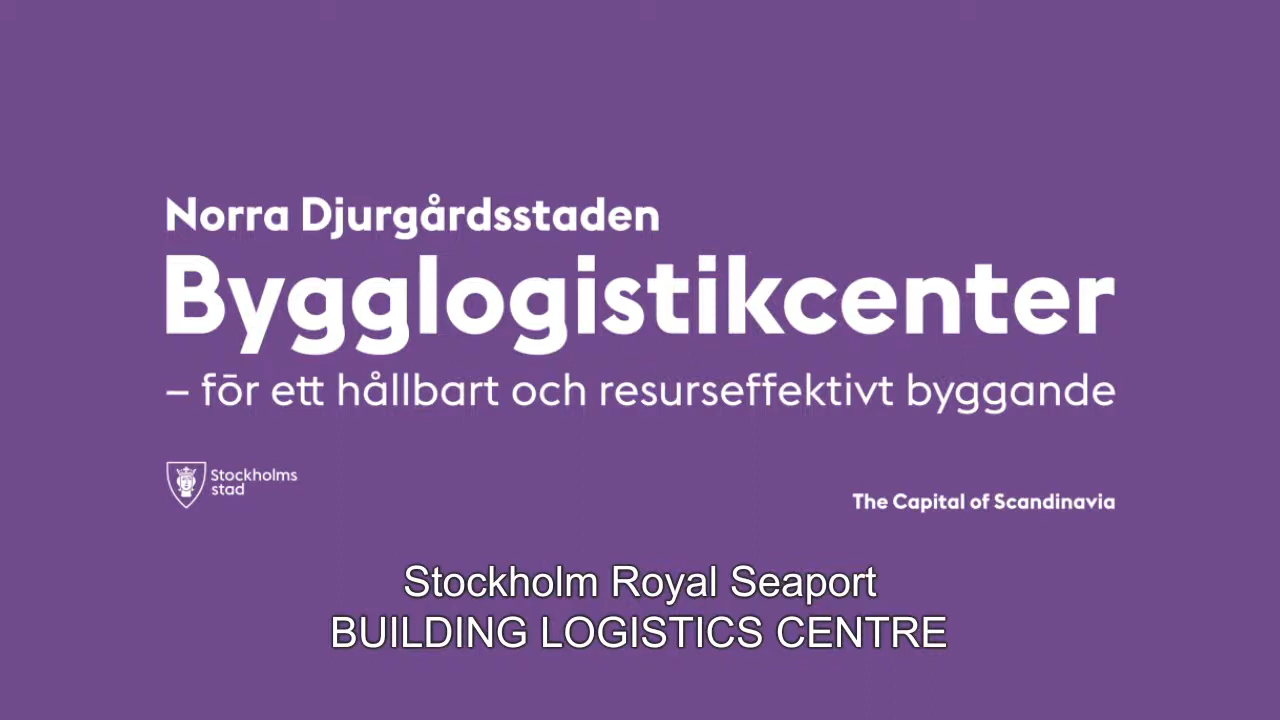 Norra Djurgårdsstaden
Bygglogistikcenter
– för ett hållbart och resurseffektivt byggande
Stockholms
stad
The Capital of Scandinavia
Stockholm Royal Seaport
BUILDING LOGISTICS CENTRE